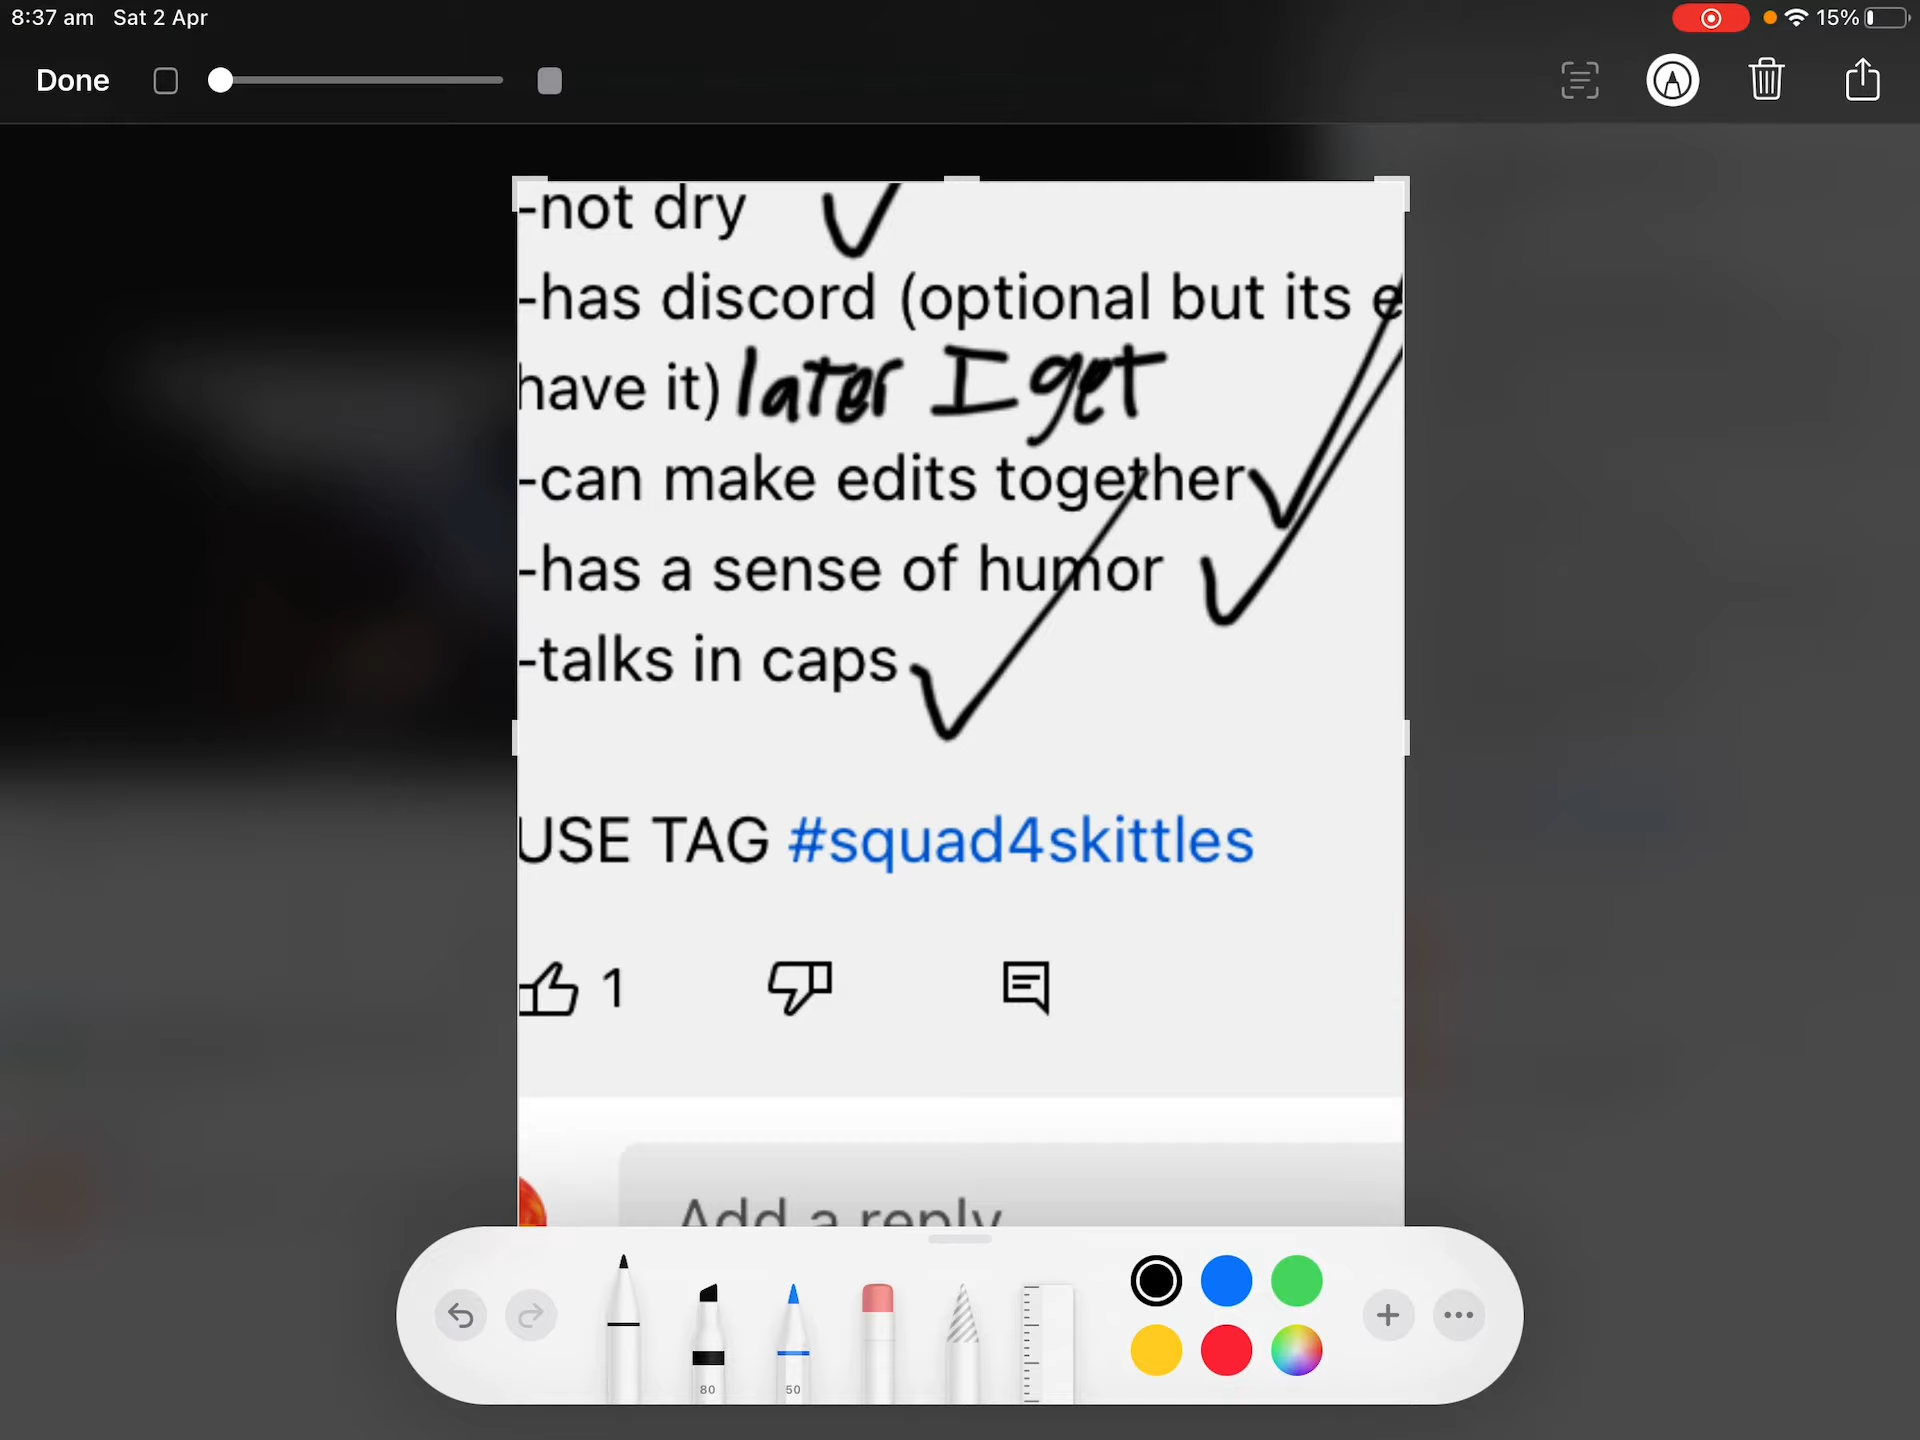 8:37 am Sat 2 Apr 15%
Done
-not dry
-has discord (optional but its
have it) later I get
-can make edits together
-has a sense of humor
-talks in caps
USE TAG #squad4skittles
1
Add a reply
80 50